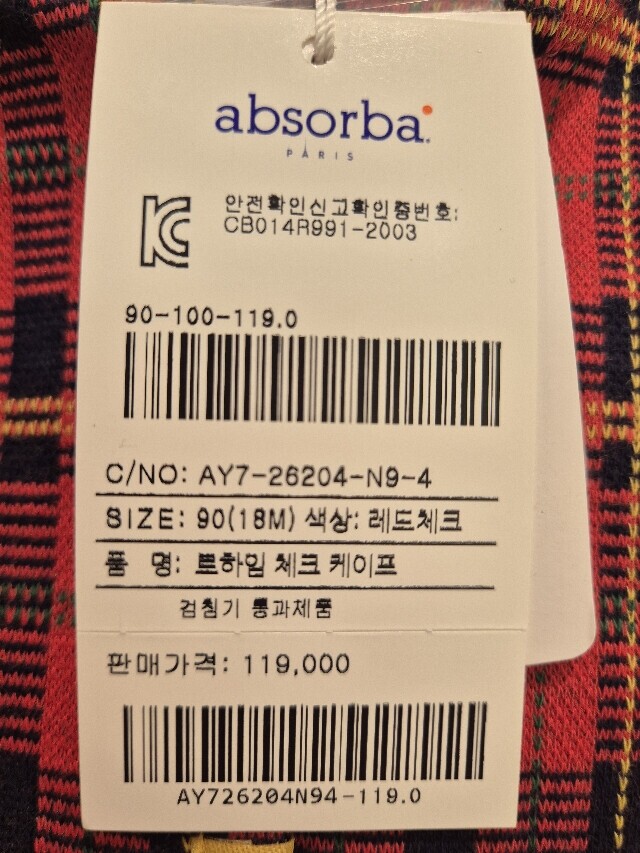 absorba
PARIS
안전확인신고확인증번호:
CB014R991-2003
90-100-119.0
C/NO: AY7-26204-N9-4
SIZE: 90(18M) 색상: 레드체크
품 명: 트하임 체크 케이프
검침기 통과제품
판매가격: 119,000
AY726204N94-119.0